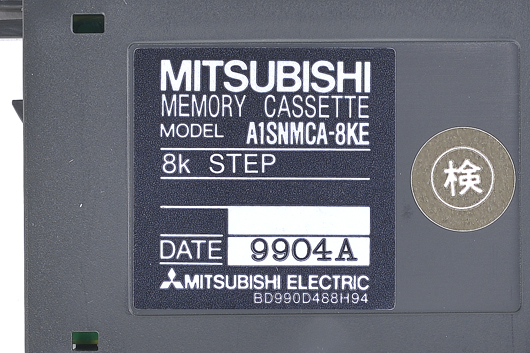 MITSUBISHI
MEMORY CASSETTE
MODEL A1SNMCA-8KE
8k STEP
DATE 9904A
MITSUBISHI ELECTRIC
BD990D488H94
検